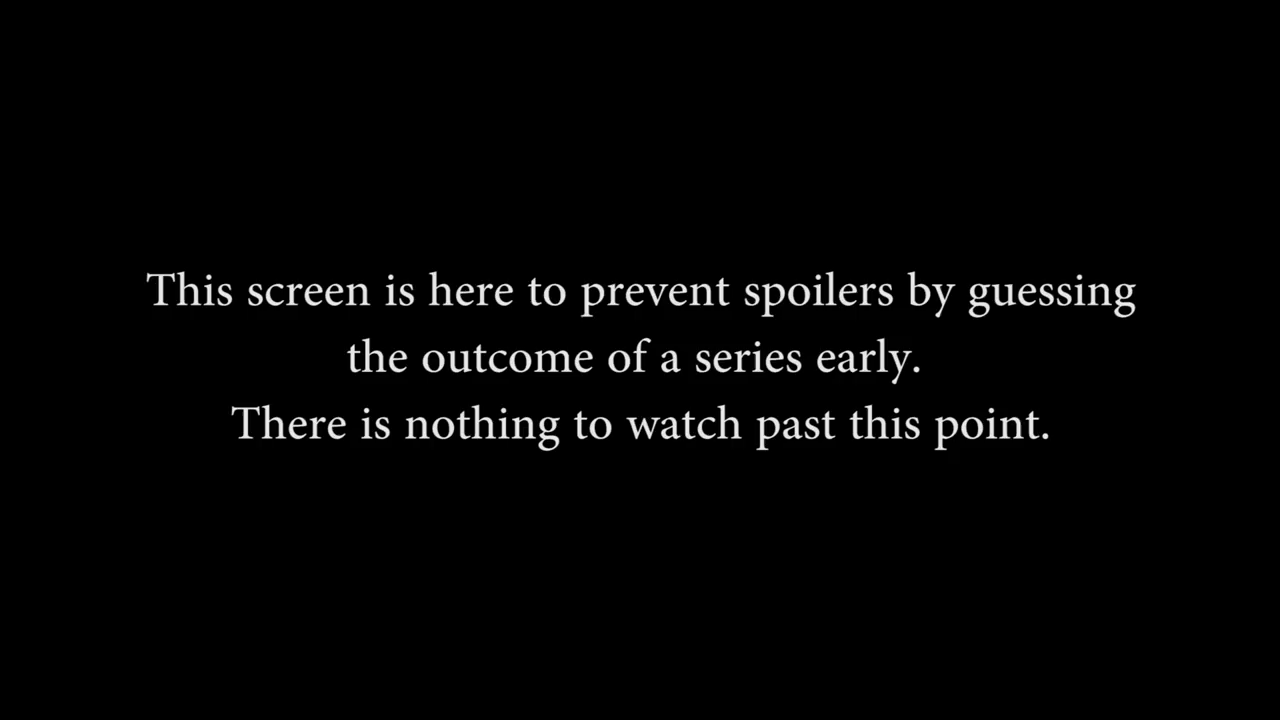 This screen is here to prevent spoilers by guessing
the outcome of a series early.
There is nothing to watch past this point.